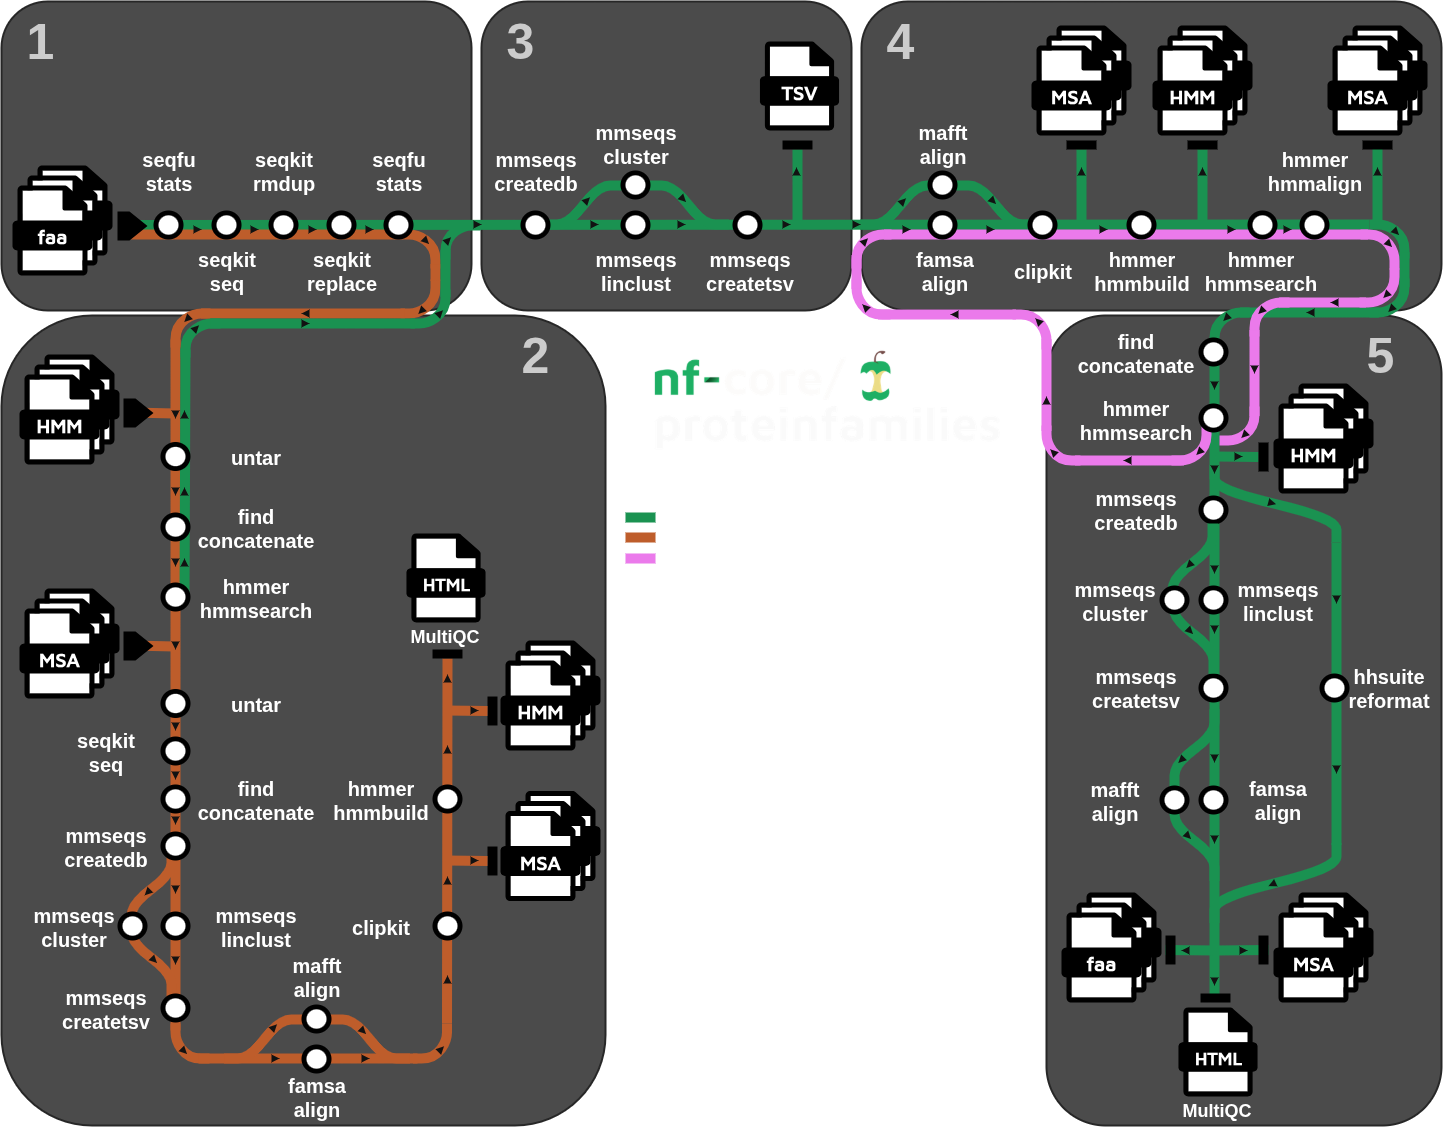 1
faa
seqfu
stats
seqkit
seq
seqkit
rmdup
seqkit
replace
seqfu
stats
3
mmseqs
createdb
mmseqs
cluster
mmseqs
linclust
mmseqs
createtsv
TSV
4
mafft
align
famsa
align
clipkit
MSA
hmmer
hmmbuild
HMM
hmmer
hmmsearch
hmmer
hmmalign
MSA
2
HMM
untar
find
concatenate
hmmer
hmmsearch
MSA
untar
seqkit
seq
find
concatenate
mmseqs
createdb
mmseqs
cluster
mmseqs
linclust
mmseqs
createtsv
mafft
align
famsa
align
clipkit
MSA
hmmer
hmmbuild
HMM
HTML
MultiQC
nf-core/
proteinfamilies
5
find
concatenate
hmmer
hmmsearch
HMM
mmseqs
createdb
mmseqs
cluster
mmseqs
linclust
mmseqs
createtsv
hhsuite
reformat
mafft
align
famsa
align
faa
MSA
HTML
MultiQC